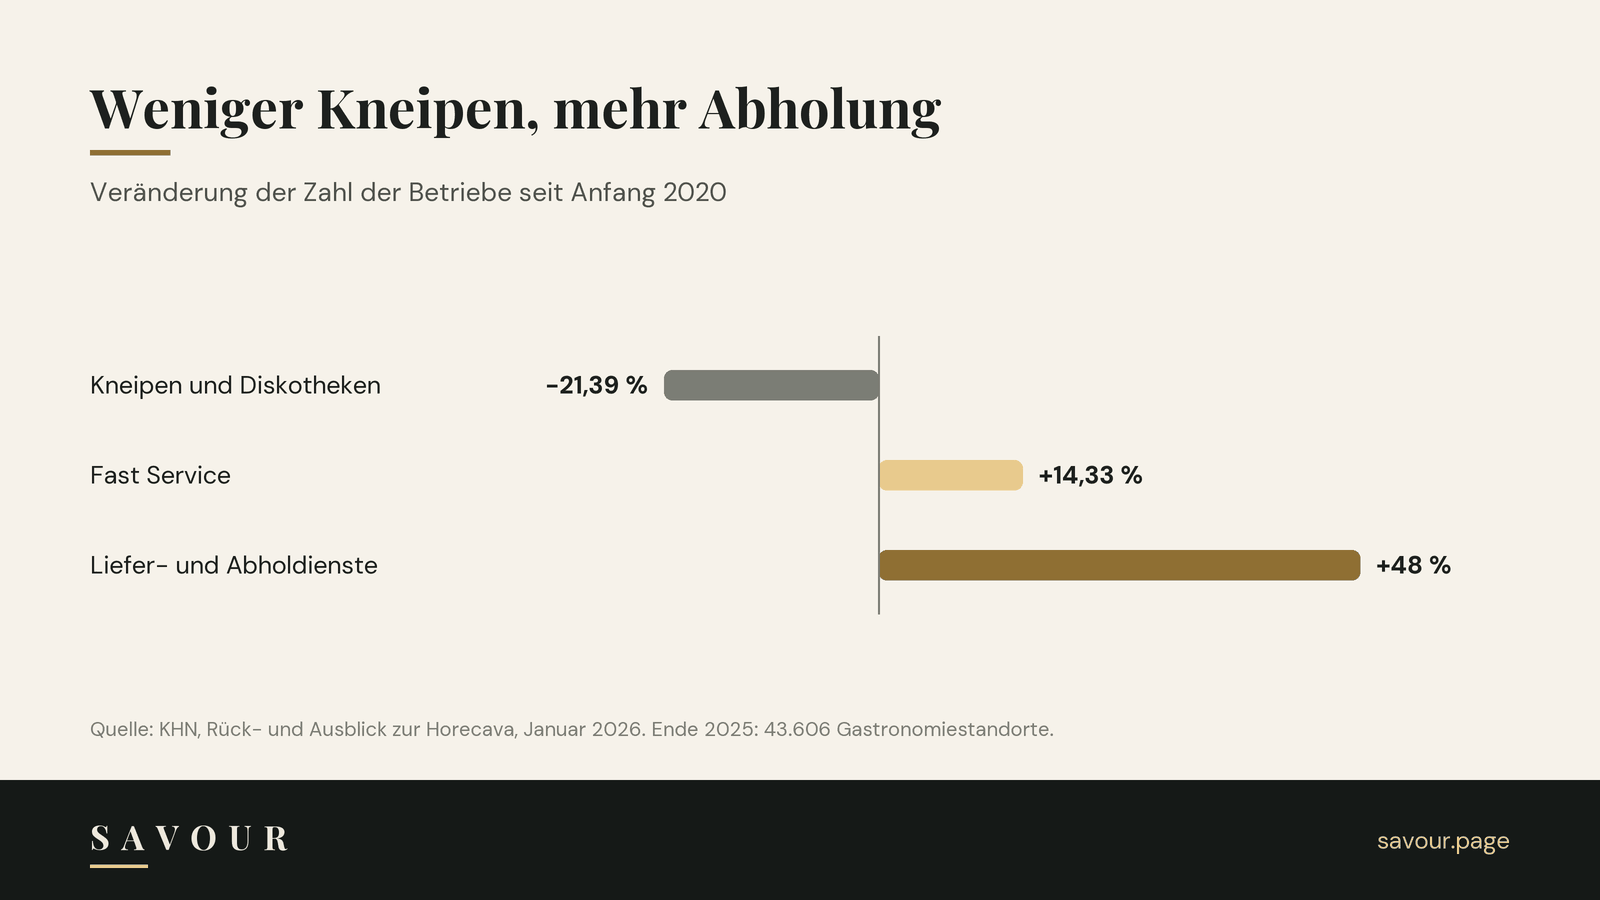 Weniger Kneipen, mehr Abholung
Veränderung der Zahl der Betriebe seit Anfang 2020
Kneipen und Diskotheken
-21,39 %
Fast Service
+14,33 %
Liefer- und Abholdienste
+48 %
Quelle: KHN, Rück- und Ausblick zur Horecava, Januar 2026. Ende 2025: 43.606 Gastronomiestandorte.
SAVOUR
savour.page